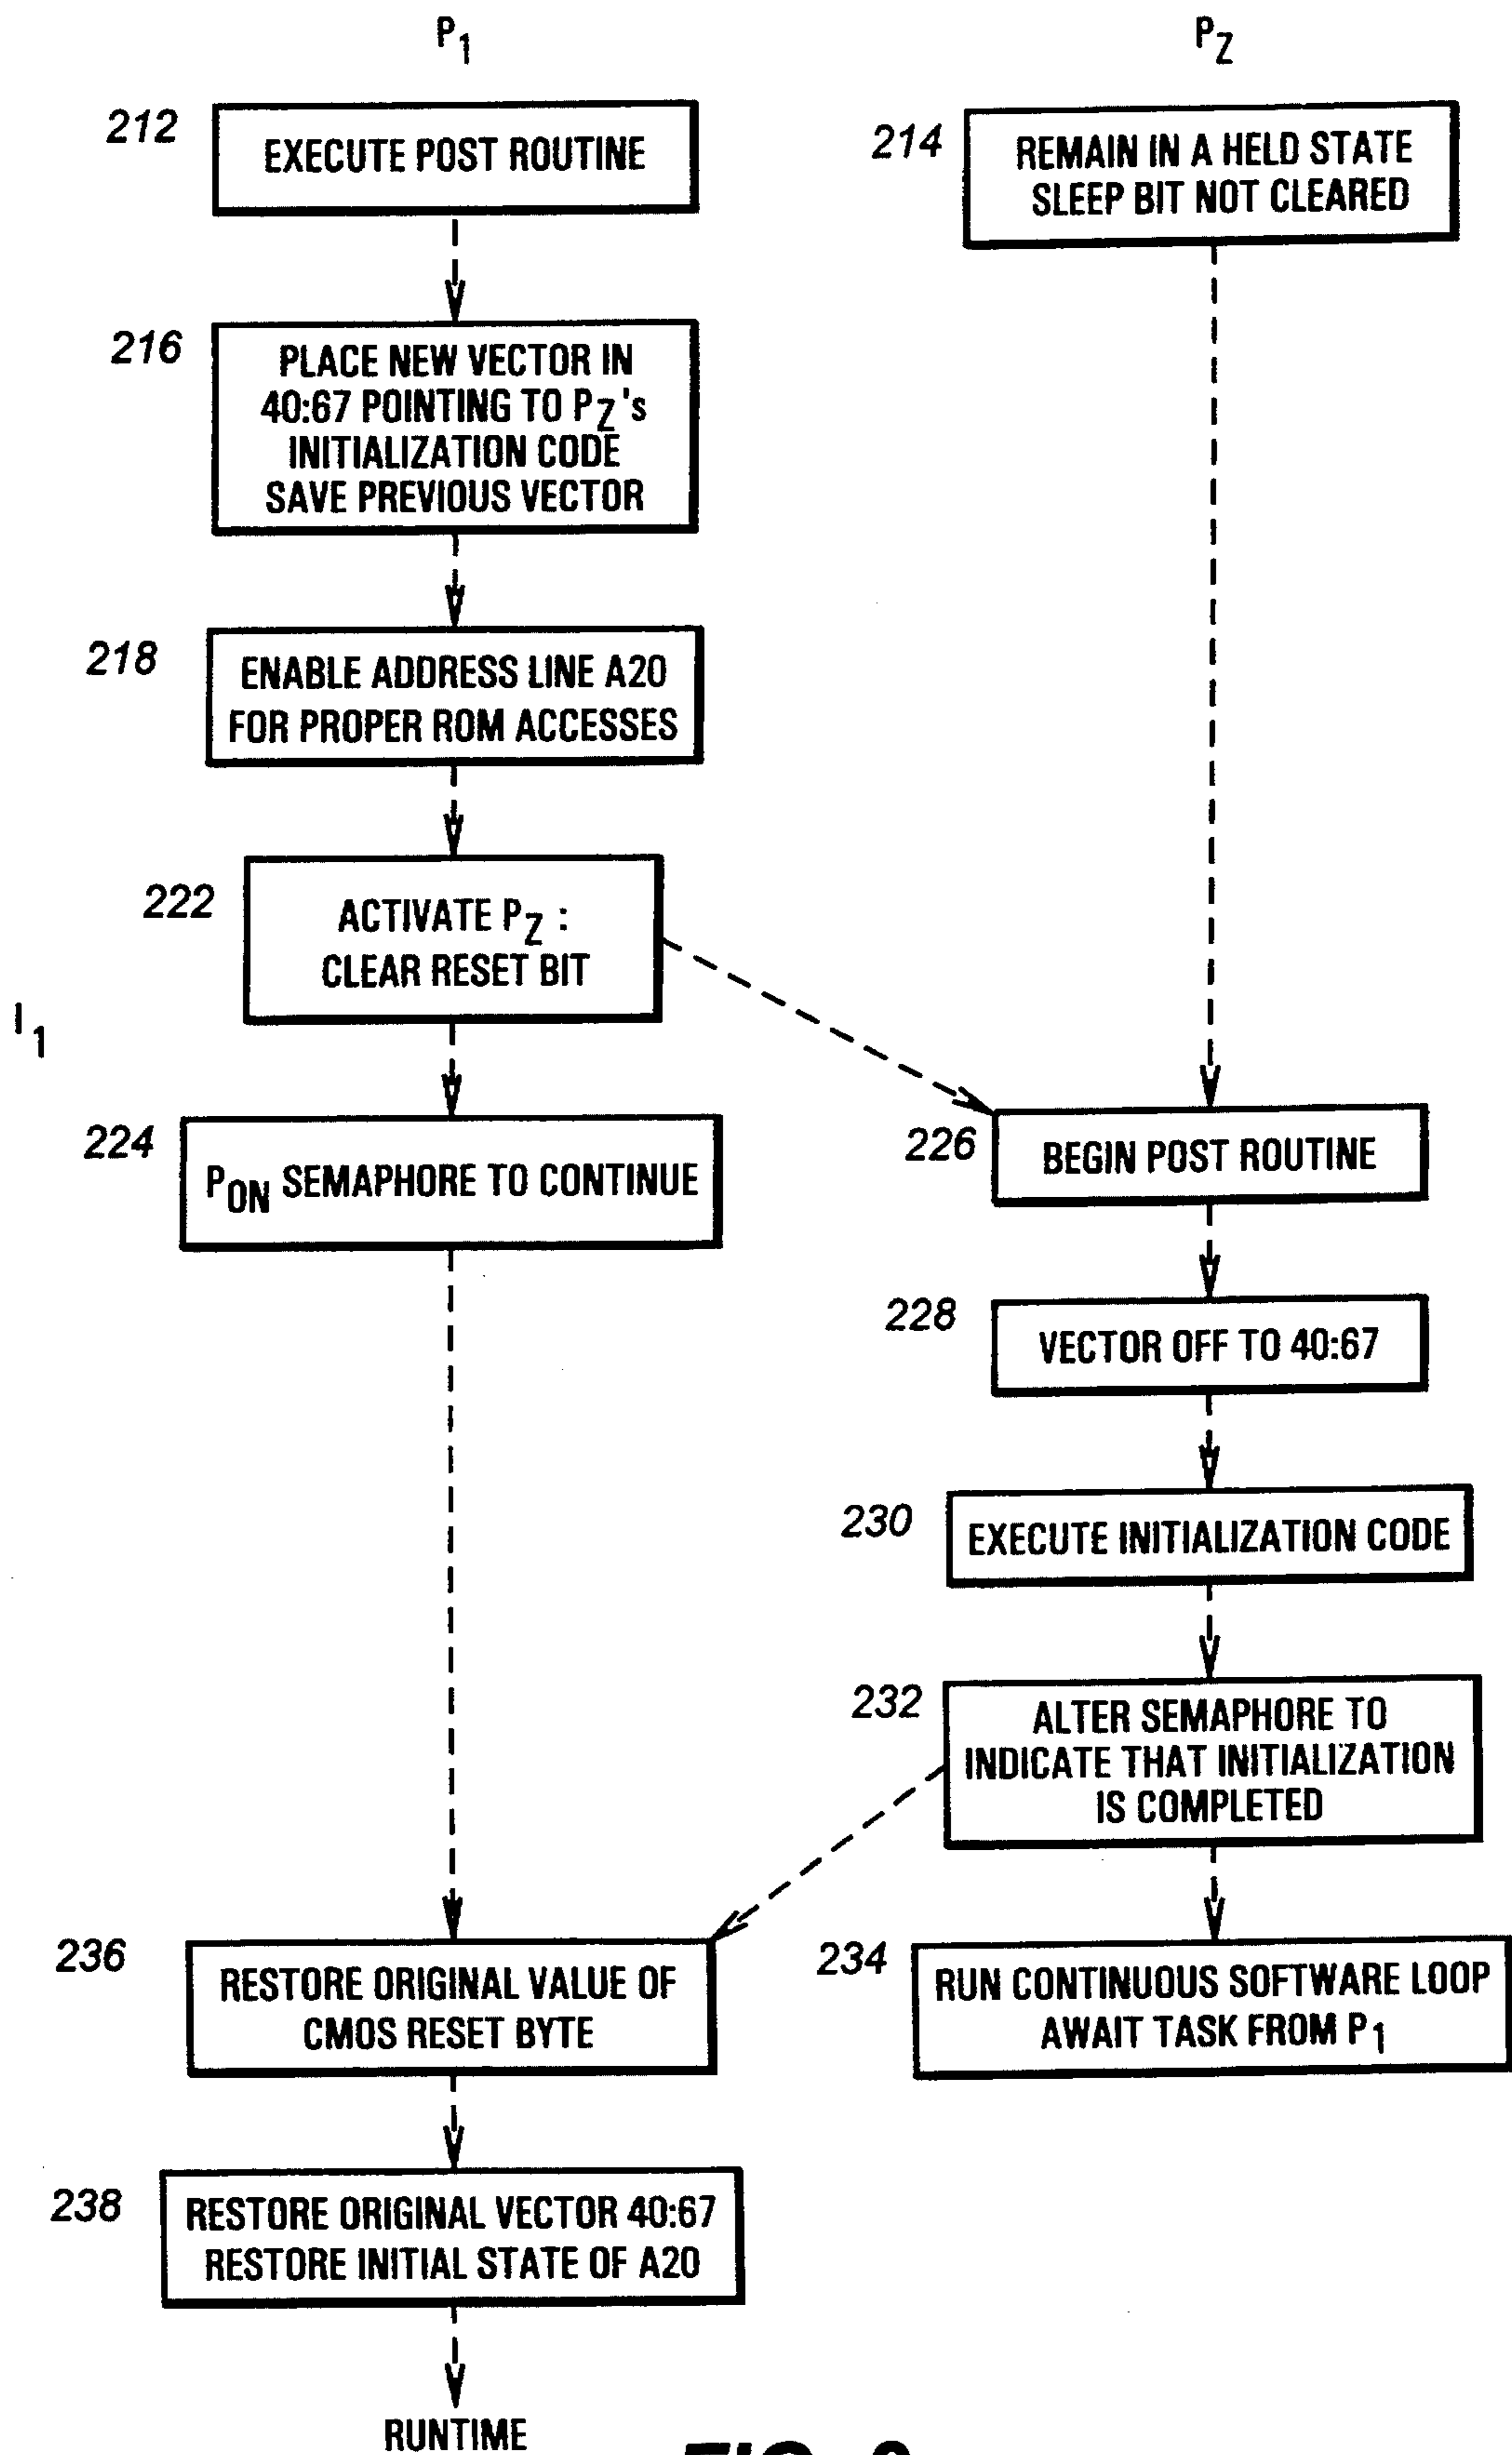 P1
PZ
212
EXECUTE POST ROUTINE
214
REMAIN IN A HELD STATE
SLEEP BIT NOT CLEARED
216
PLACE NEW VECTOR IN
40:67 POINTING TO PZ's
INITIALIZATION CODE
SAVE PREVIOUS VECTOR
218
ENABLE ADDRESS LINE A20
FOR PROPER ROM ACCESSES
222
ACTIVATE PZ :
CLEAR RESET BIT
I1
224
PON SEMAPHORE TO CONTINUE
226
BEGIN POST ROUTINE
228
VECTOR OFF TO 40:67
230
EXECUTE INITIALIZATION CODE
232
ALTER SEMAPHORE TO
INDICATE THAT INITIALIZATION
IS COMPLETED
236
RESTORE ORIGINAL VALUE OF
CMOS RESET BYTE
234
RUN CONTINUOUS SOFTWARE LOOP
AWAIT TASK FROM P1
238
RESTORE ORIGINAL VECTOR 40:67
RESTORE INITIAL STATE OF A20
RUNTIME
FIG.